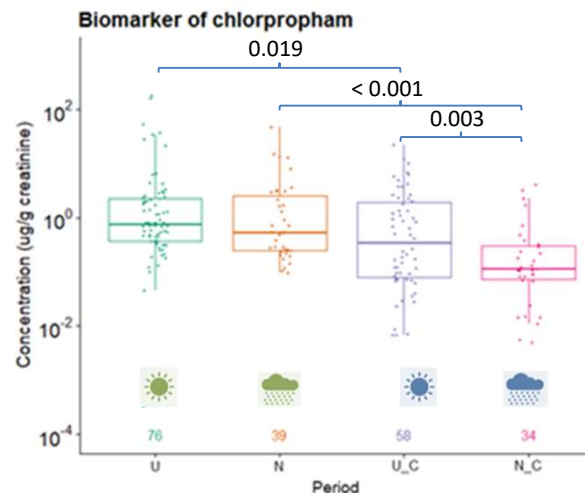 Biomarker of chlorpropham
0.019
< 0.001
0.003
Concentration (ug/g creatinine)
10²
10⁰
10⁻²
10⁻⁴
76 39 58 34
U N U_C N_C
Period